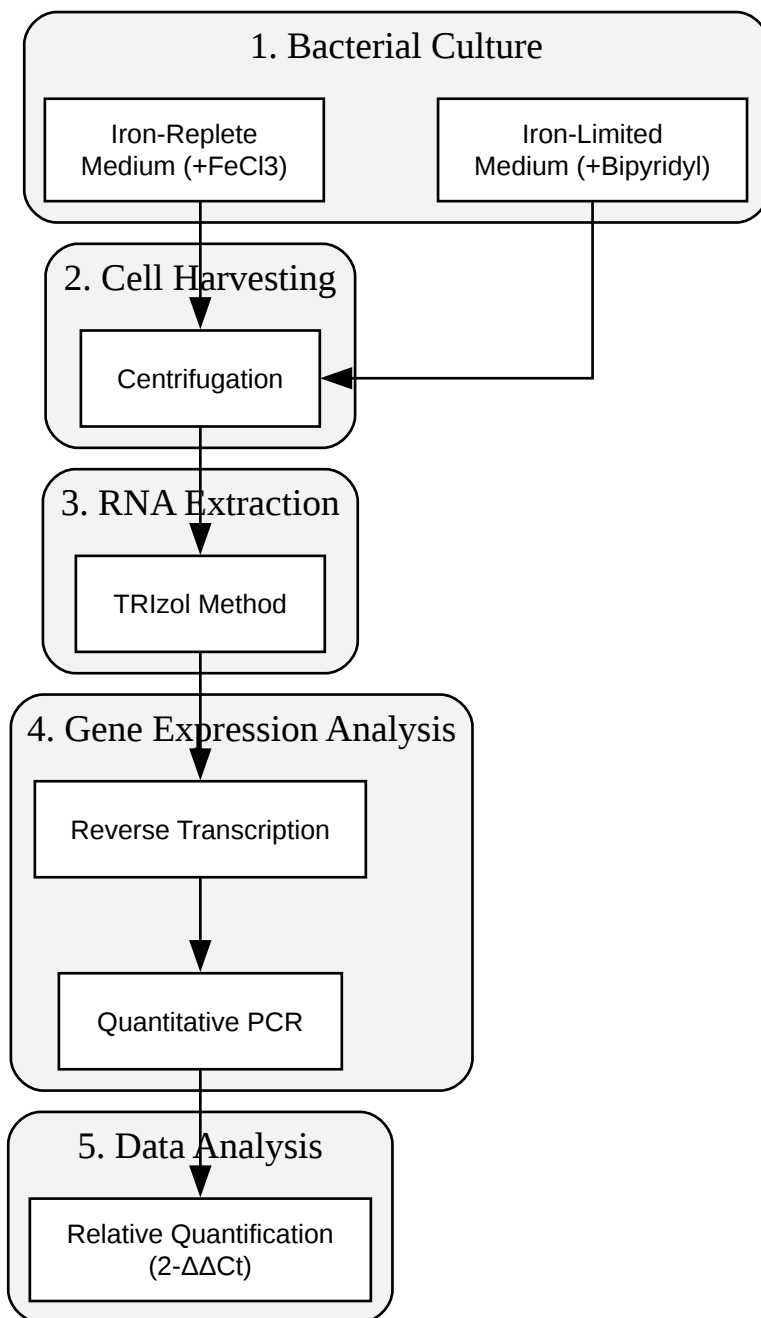 1. Bacterial Culture
Iron-Replete
Medium (+FeCl3)
Iron-Limited
Medium (+Bipyridyl)
2. Cell Harvesting
Centrifugation
3. RNA Extraction
TRIzol Method
4. Gene Expression Analysis
Reverse Transcription
Quantitative PCR
5. Data Analysis
Relative Quantification
(2-ΔΔCt)